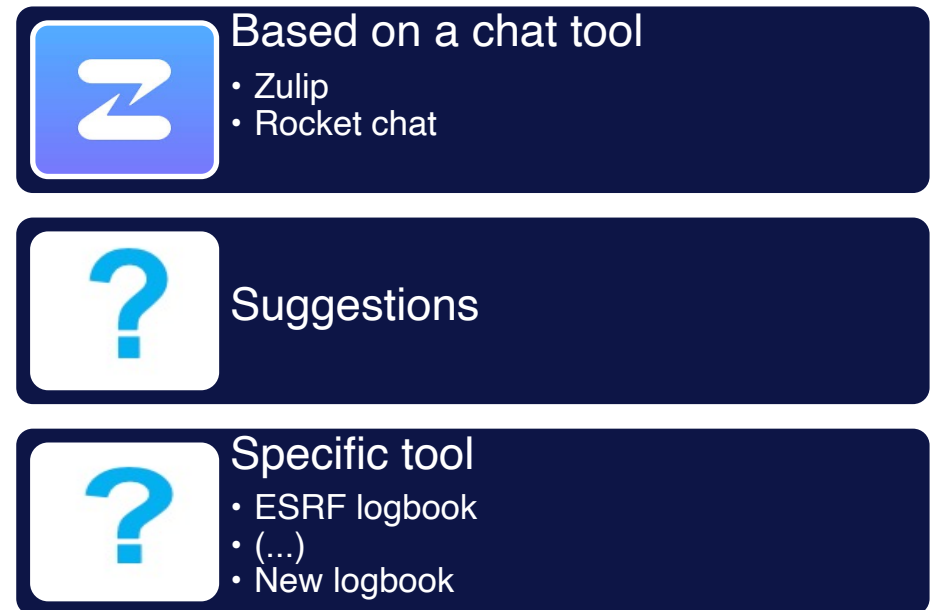 Based on a chat tool
• Zulip
• Rocket chat
?
Suggestions
?
Specific tool
• ESRF logbook
• (...)
• New logbook